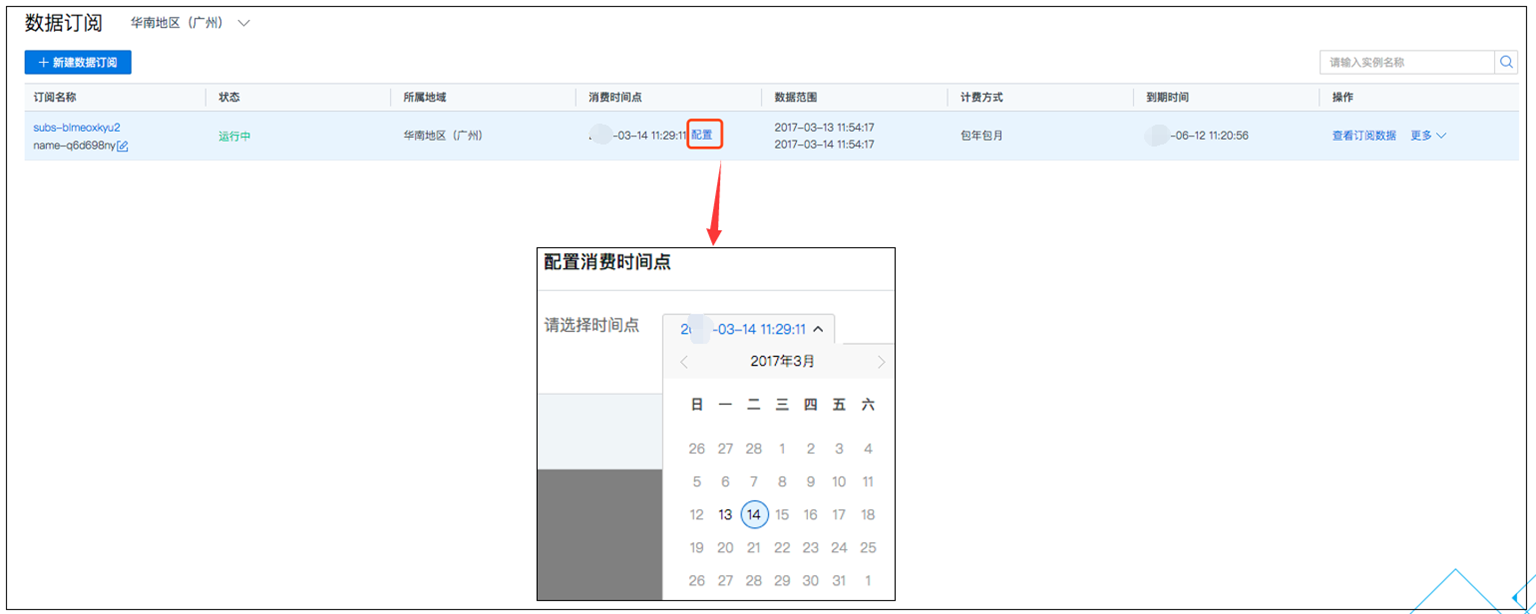 数据订阅 华南地区（广州）
+ 新建数据订阅 请输入实例名称
订阅名称 状态 所属地域 消费时间点 数据范围 计费方式 到期时间 操作
subs-blmeoxkyu2
name-q6d698ny
运行中 华南地区（广州） -03-14 11:29:11 配置
2017-03-13 11:54:17
2017-03-14 11:54:17
包年包月 -06-12 11:20:56 查看订阅数据 更多
配置消费时间点
请选择时间点 -03-14 11:29:11
2017年3月
日 一 二 三 四 五 六
26 27 28 1 2 3 4
5 6 7 8 9 10 11
12 13 14 15 16 17 18
19 20 21 22 23 24 25
26 27 28 29 30 31 1